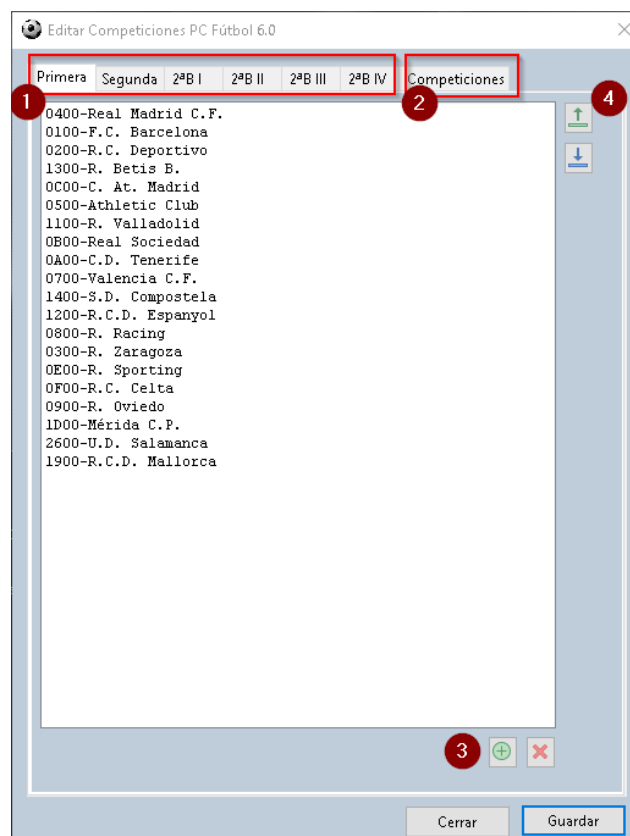 Editar Competiciones PC Fútbol 6.0
Primera Segunda 2ªB I 2ªB II 2ªB III 2ªB IV Competiciones
1
2
4
0400-Real Madrid C.F.
0100-F.C. Barcelona
0200-R.C. Deportivo
1300-R. Betis B.
0C00-C. At. Madrid
0500-Athletic Club
1100-R. Valladolid
0B00-Real Sociedad
0A00-C.D. Tenerife
0700-Valencia C.F.
1400-S.D. Compostela
1200-R.C.D. Espanyol
0800-R. Racing
0300-R. Zaragoza
0E00-R. Sporting
0F00-R.C. Celta
0900-R. Oviedo
1D00-Mérida C.P.
2600-U.D. Salamanca
1900-R.C.D. Mallorca
3
Cerrar Guardar